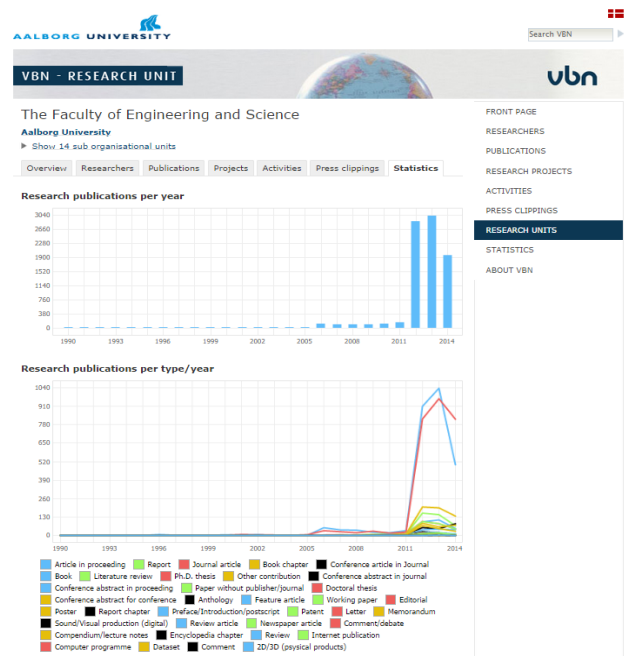 AALBORG UNIVERSITY
Search VBN
VBN - RESEARCH UNIT
vbn
The Faculty of Engineering and Science
Aalborg University
Show 14 sub organisational units
Overview Researchers Publications Projects Activities Press clippings Statistics
FRONT PAGE
RESEARCHERS
PUBLICATIONS
RESEARCH PROJECTS
ACTIVITIES
PRESS CLIPPINGS
RESEARCH UNITS
STATISTICS
ABOUT VBN
Research publications per year
3040
2660
2280
1900
1520
1140
760
380
0
1990 1993 1996 1999 2002 2005 2008 2011 2014
Research publications per type/year
1040
910
780
650
520
390
260
130
0
1990 1993 1996 1999 2002 2005 2008 2011 2014
Article in proceeding Report Journal article Book chapter Conference article in Journal
Book Literature review Ph.D. thesis Other contribution Conference abstract in journal
Conference abstract in proceeding Paper without publisher/journal Doctoral thesis
Conference abstract for conference Anthology Feature article Working paper Editorial
Poster Report chapter Preface/Introduction/postscript Patent Letter Memorandum
Sound/Visual production (digital) Review article Newspaper article Comment/debate
Compendium/lecture notes Encyclopedia chapter Review Internet publication
Computer programme Dataset Comment 2D/3D (psysical products)